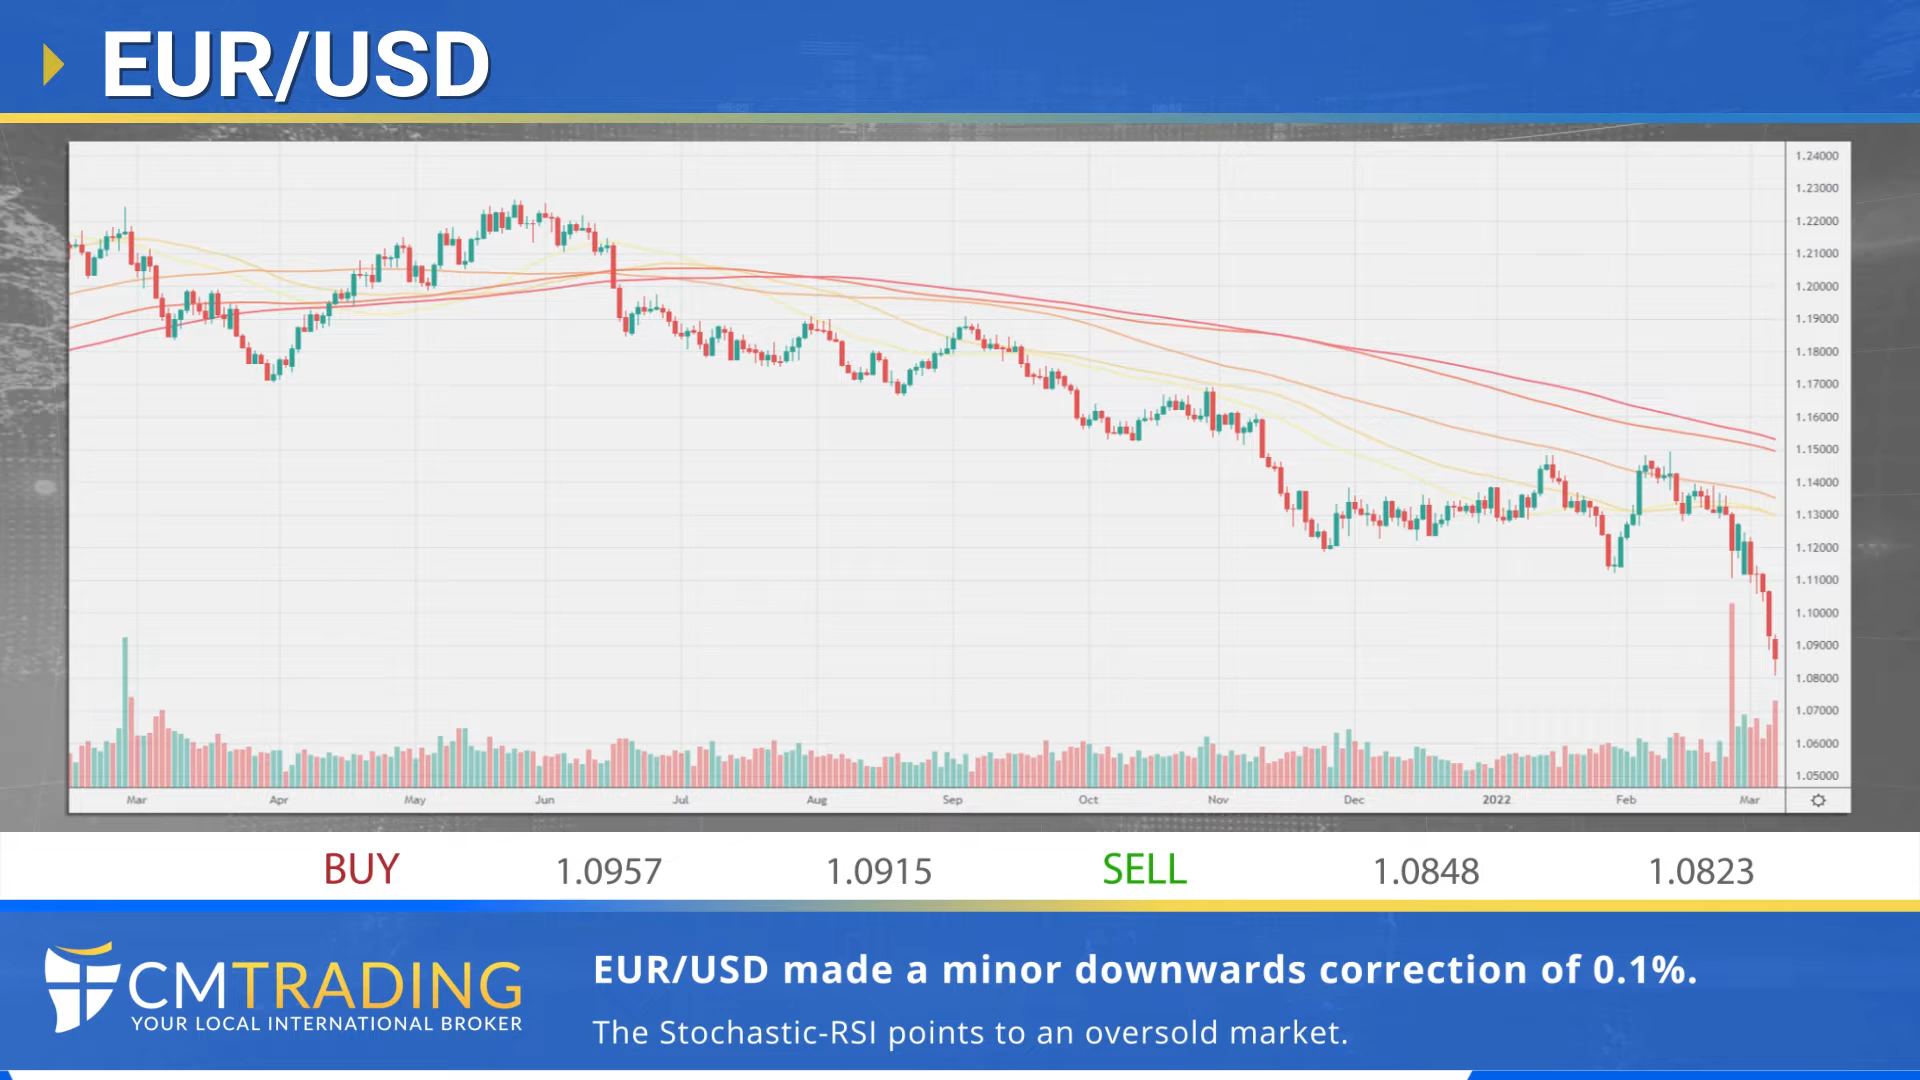 EUR/USD
1.24000
1.23000
1.22000
1.21000
1.20000
1.19000
1.18000
1.17000
1.16000
1.15000
1.14000
1.13000
1.12000
1.11000
1.10000
1.09000
1.08000
1.07000
1.06000
1.05000
Mar Apr May Jun Jul Aug Sep Oct Nov Dec 2022 Feb Mar
BUY 1.0957 1.0915 SELL 1.0848 1.0823
CMTRADING
YOUR LOCAL INTERNATIONAL BROKER
EUR/USD made a minor downwards correction of 0.1%.
The Stochastic-RSI points to an oversold market.